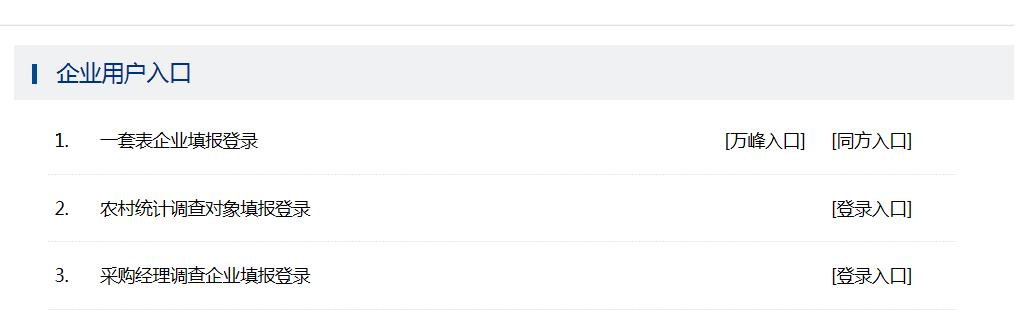 企业用户入口
1. 一套表企业填报登录 [万峰入口] [同方入口]
2. 农村统计调查对象填报登录 [登录入口]
3. 采购经理调查企业填报登录 [登录入口]